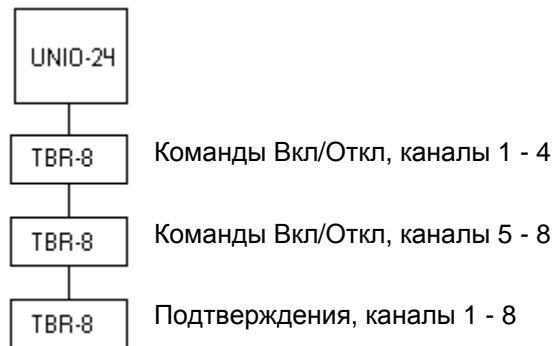 UNIO-24
TBR-8
Команды Вкл/Откл, каналы 1 - 4
TBR-8
Команды Вкл/Откл, каналы 5 - 8
TBR-8
Подтверждения, каналы 1 - 8